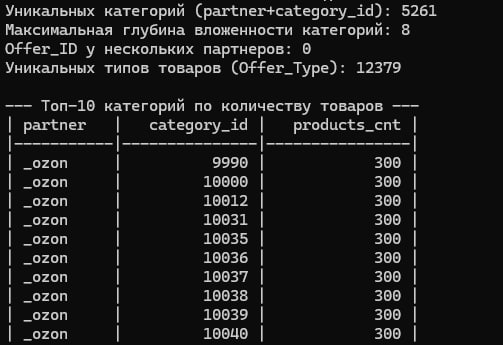 Уникальных категорий (partner+category_id): 5261
Максимальная глубина вложенности категорий: 8
Offer_ID у нескольких партнеров: 0
Уникальных типов товаров (Offer_Type): 12379
--- Топ-10 категорий по количеству товаров ---
| partner   |   category_id |   products_cnt |
|-----------|---------------|----------------|
| _ozon     |          9990 |            300 |
| _ozon     |         10000 |            300 |
| _ozon     |         10012 |            300 |
| _ozon     |         10031 |            300 |
| _ozon     |         10035 |            300 |
| _ozon     |         10036 |            300 |
| _ozon     |         10037 |            300 |
| _ozon     |         10038 |            300 |
| _ozon     |         10039 |            300 |
| _ozon     |         10040 |            300 |